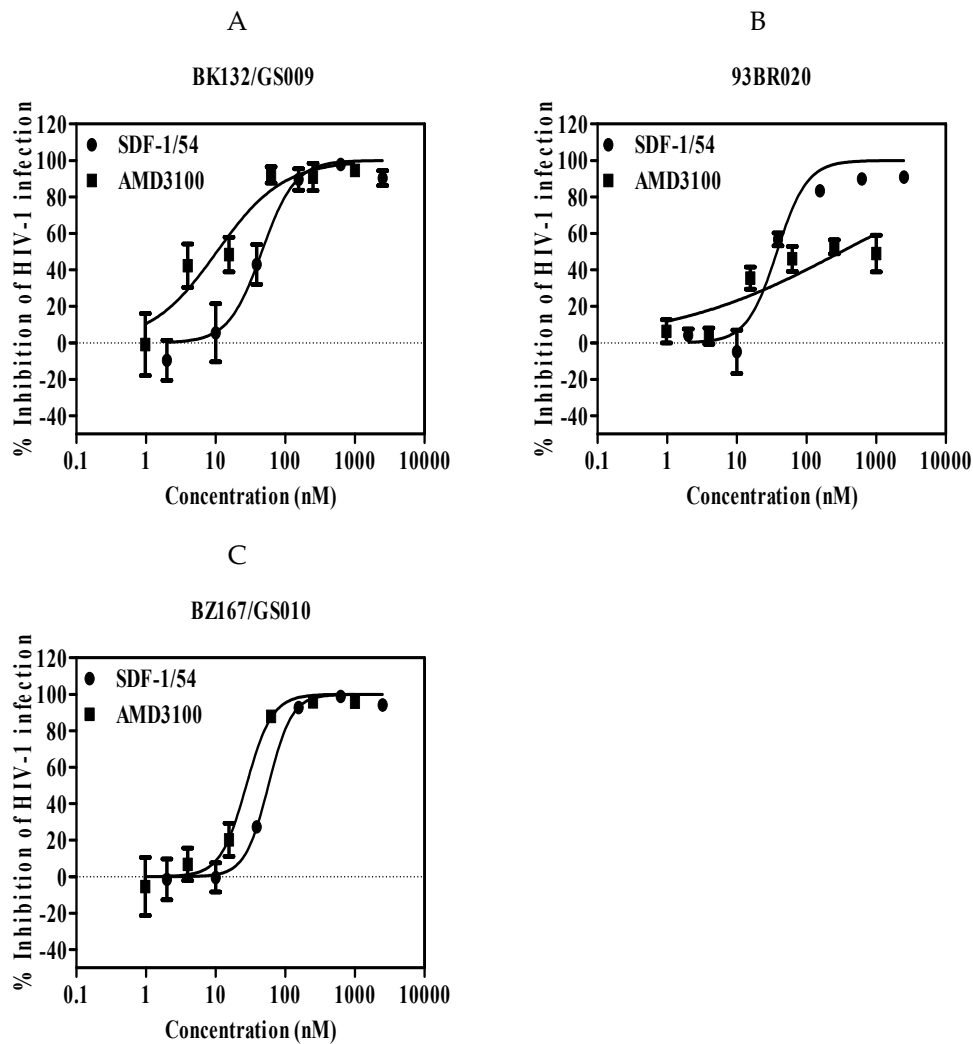 A
BK132/GS009
% Inhibition of HIV-1 infection
120
100
80
60
40
20
0
-20
-40
SDF-1/54
AMD3100
0.1 1 10 100 1000 10000
Concentration (nM)
B
93BR020
% Inhibition of HIV-1 infection
120
100
80
60
40
20
0
-20
-40
SDF-1/54
AMD3100
0.1 1 10 100 1000 10000
Concentration (nM)
C
BZ167/GS010
% Inhibition of HIV-1 infection
120
100
80
60
40
20
0
-20
-40
SDF-1/54
AMD3100
0.1 1 10 100 1000 10000
Concentration (nM)